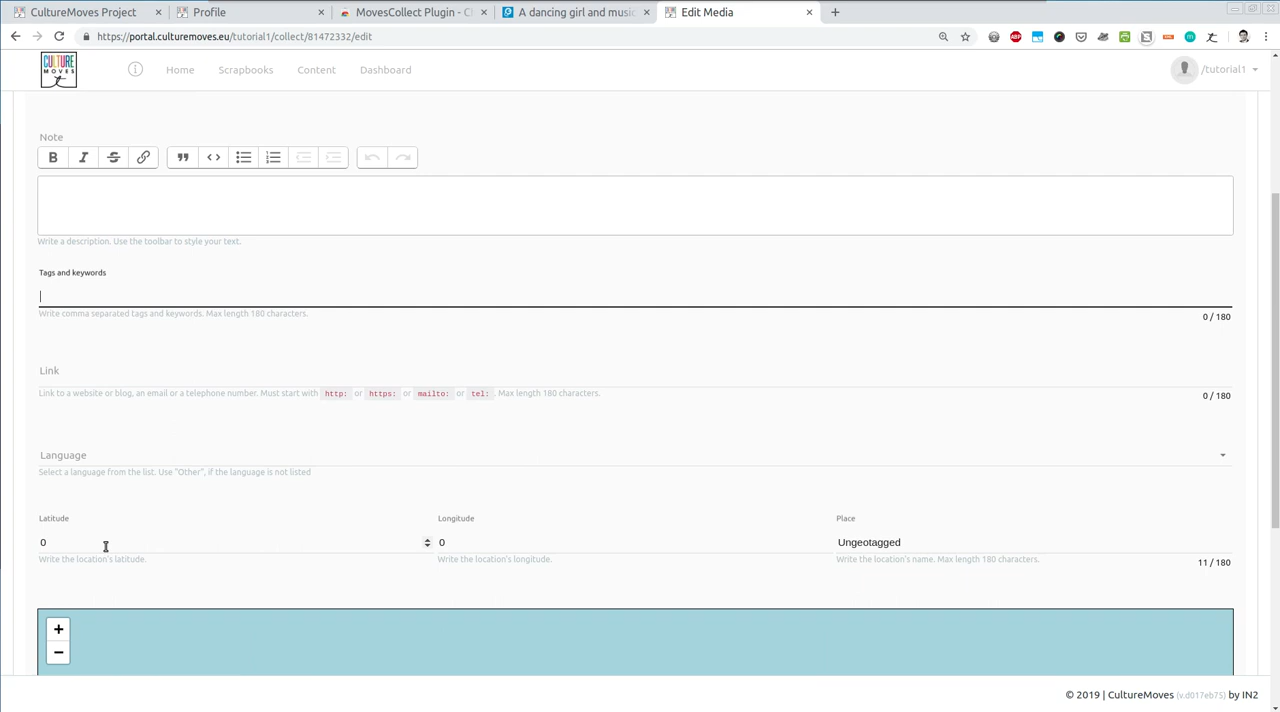 CultureMoves Project
Profile
MovesCollect Plugin - C
A dancing girl and music
Edit Media
https://portal.culturemoves.eu/tutorial1/collect/81472332/edit
CULTURE
MOVES
Home
Scrapbooks
Content
Dashboard
/tutorial1
Note
Write a description. Use the toolbar to style your text.
Tags and keywords
Write comma separated tags and keywords. Max length 180 characters.
0 / 180
Link
Link to a website or blog, an email or a telephone number. Must start with http: or https: or mailto: or tel: . Max length 180 characters.
0 / 180
Language
Select a language from the list. Use "Other", if the language is not listed
Latitude
Longitude
Place
0
0
Ungeotagged
Write the location's latitude.
Write the location's longitude.
Write the location's name. Max length 180 characters.
11 / 180
+
−
© 2019 | CultureMoves (v.d017eb75) by IN2